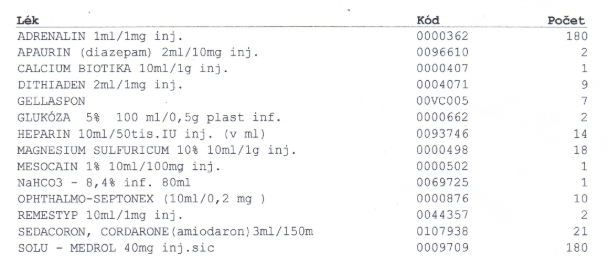 Lék Kód Počet
ADRENALIN 1ml/1mg inj. 0000362 180
APAURIN (diazepam) 2ml/10mg inj. 0096610 2
CALCIUM BIOTIKA 10ml/1g inj. 0000407 1
DITHIADEN 2ml/1mg inj. 0004071 9
GELLASPON 00VC005 7
GLUKÓZA 5% 100 ml/0,5g plast inf. 0000662 2
HEPARIN 10ml/50tis.IU inj. (v ml) 0093746 14
MAGNESIUM SULFURICUM 10% 10ml/1g inj. 0000498 18
MESOCAIN 1% 10ml/100mg inj. 0000502 1
NaHCO3 - 8,4% inf. 80ml 0069725 1
OPHTHALMO-SEPTONEX (10ml/0,2 mg ) 0000876 10
REMESTYP 10ml/1mg inj. 0044357 2
SEDACORON, CORDARONE(amiodaron)3ml/150m 0107938 21
SOLU - MEDROL 40mg inj.sic 0009709 180